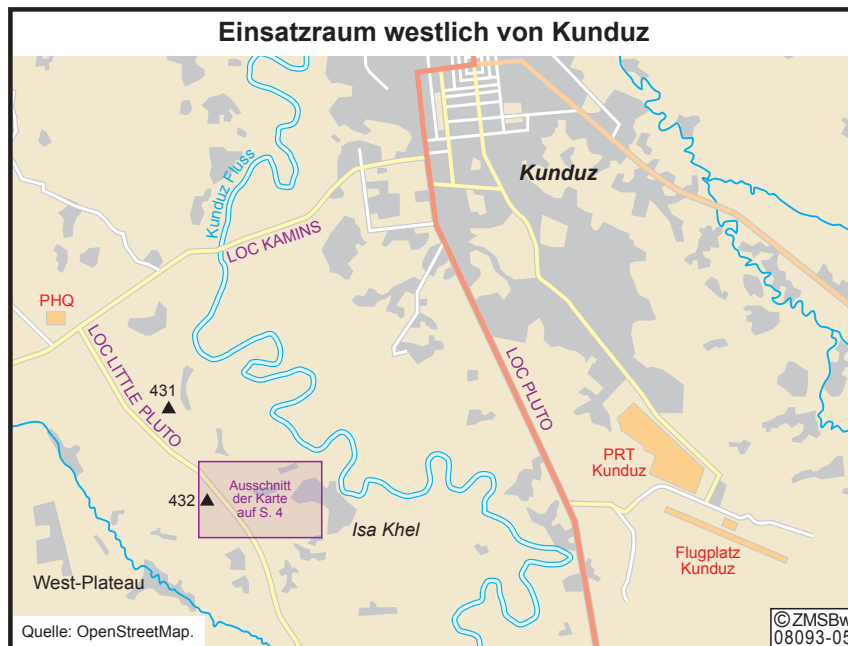 Einsatzraum westlich von Kunduz
Kunduz Fluss
Kunduz
LOC KAMINS
PHQ
LOC LITTLE PLUTO
431
LOC PLUTO
PRT
Kunduz
432
Ausschnitt
der Karte
auf S. 4
Isa Khel
Flugplatz
Kunduz
West-Plateau
Quelle: OpenStreetMap.
©ZMSBw
08093-05